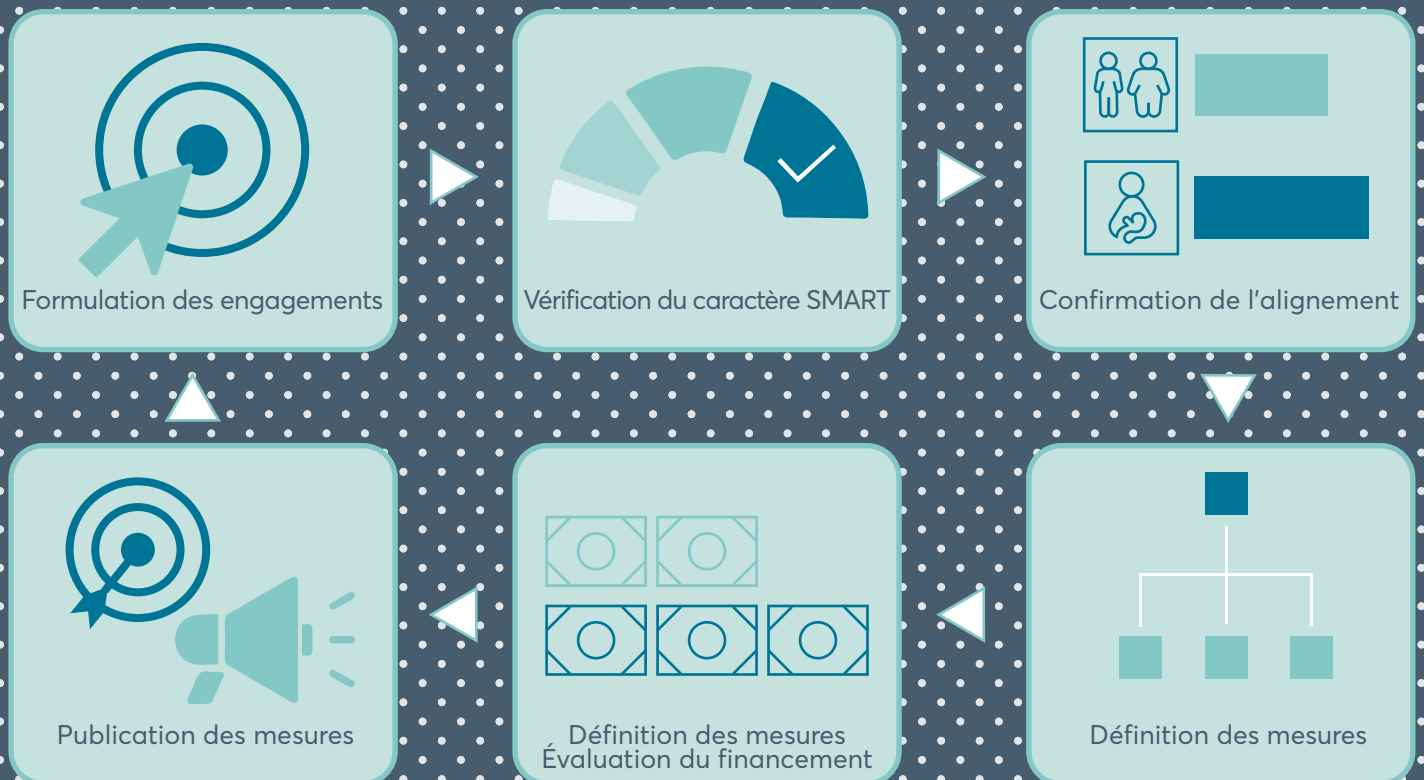 Formulation des engagements
Vérification du caractère SMART
Confirmation de l'alignement
Publication des mesures
Définition des mesures
Évaluation du financement
Définition des mesures